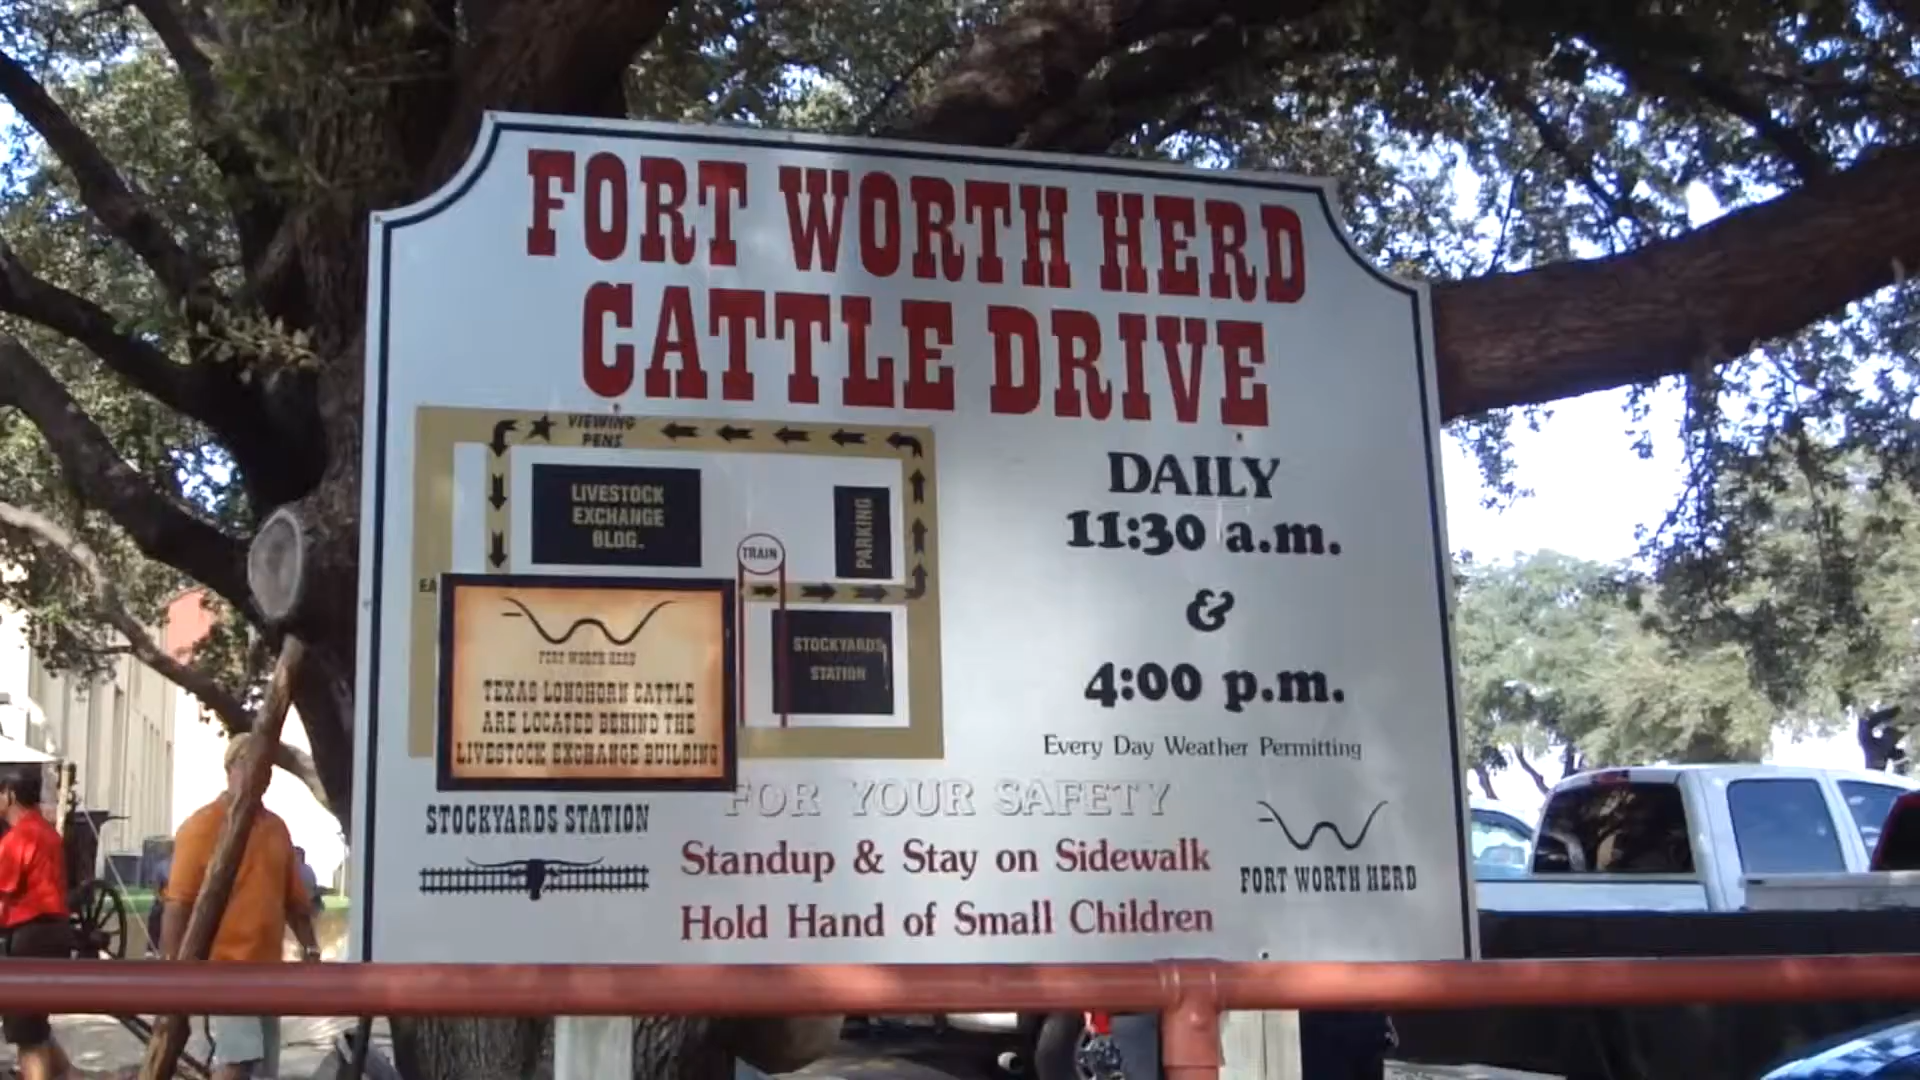 FORT WORTH HERD
CATTLE DRIVE
VIEWING
PENS
LIVESTOCK
EXCHANGE
BLDG.
PARKING
TRAIN
STOCKYARDS
STATION
FORT WORTH HERD
TEXAS LONGHORN CATTLE
ARE LOCATED BEHIND THE
LIVESTOCK EXCHANGE BUILDING
DAILY
11:30 a.m.
&
4:00 p.m.
Every Day Weather Permitting
FOR YOUR SAFETY
STOCKYARDS STATION
Standup & Stay on Sidewalk
Hold Hand of Small Children
FORT WORTH HERD